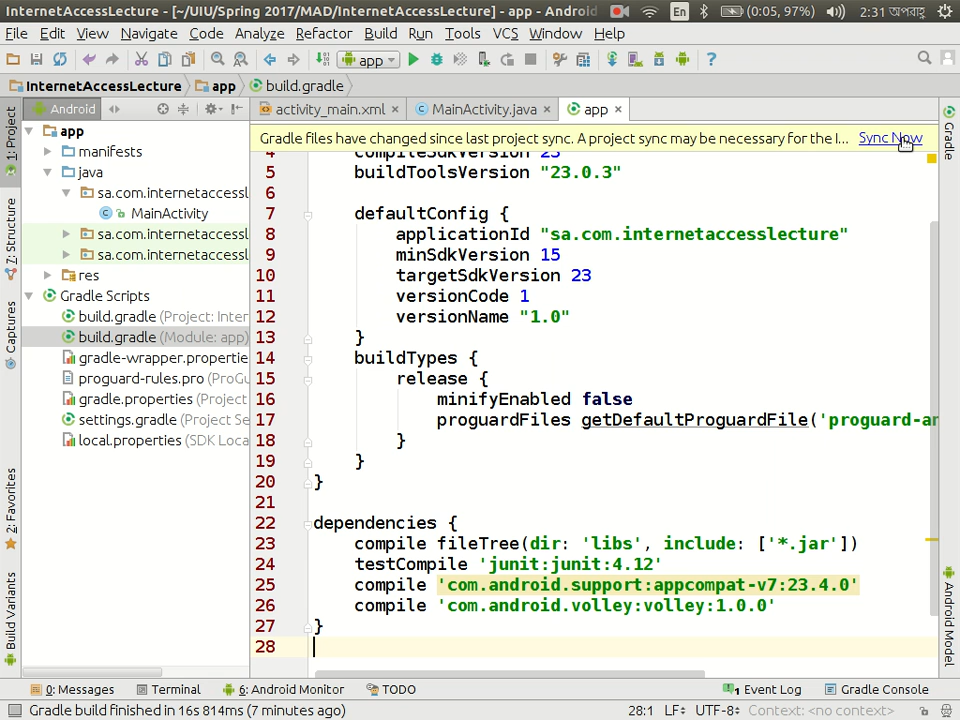 InternetAccessLecture - [~/UIU/Spring 2017/MAD/InternetAccessLecture] - app - Android
En (0:05, 97%) 2:31 অপরাহ্ণ
File Edit View Navigate Code Analyze Refactor Build Run Tools VCS Window Help
app
InternetAccessLecture app build.gradle
1: Project
Z: Structure
Captures
2: Favorites
Build Variants
Android
app
manifests
java
sa.com.internetaccessl
MainActivity
sa.com.internetaccessl
sa.com.internetaccessl
res
Gradle Scripts
build.gradle (Project: Inter
build.gradle (Module: app)
gradle-wrapper.propertie
proguard-rules.pro (ProGu
gradle.properties (Project
settings.gradle (Project Se
local.properties (SDK Loca
activity_main.xml MainActivity.java app
Gradle files have changed since last project sync. A project sync may be necessary for the I... Sync Now
4 compileSdkVersion 23
5 buildToolsVersion "23.0.3"
6
7 defaultConfig {
8 applicationId "sa.com.internetaccesslecture"
9 minSdkVersion 15
10 targetSdkVersion 23
11 versionCode 1
12 versionName "1.0"
13 }
14 buildTypes {
15 release {
16 minifyEnabled false
17 proguardFiles getDefaultProguardFile('proguard-an
18 }
19 }
20 }
21
22 dependencies {
23 compile fileTree(dir: 'libs', include: ['*.jar'])
24 testCompile 'junit:junit:4.12'
25 compile 'com.android.support:appcompat-v7:23.4.0'
26 compile 'com.android.volley:volley:1.0.0'
27 }
28
Gradle
Android Model
0: Messages Terminal 6: Android Monitor TODO 1 Event Log Gradle Console
Gradle build finished in 16s 814ms (7 minutes ago) 28:1 LF UTF-8 Context: <no context>